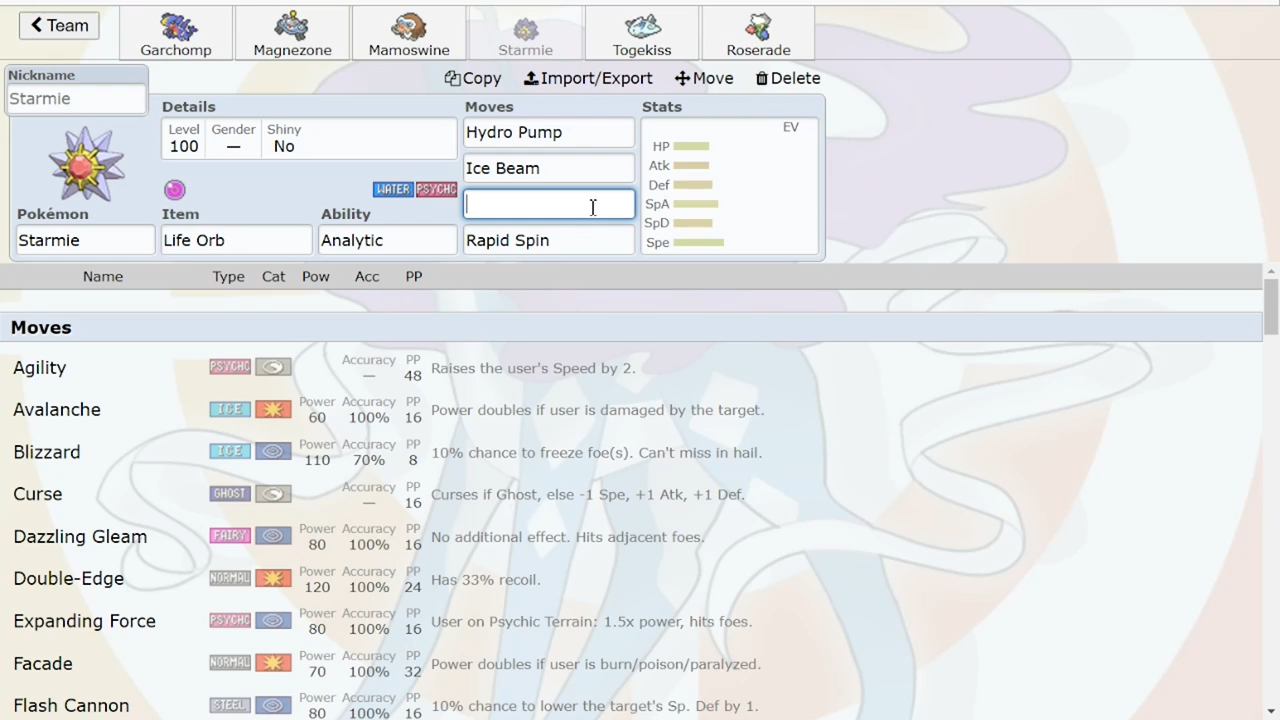 Team
Garchomp Magnezone Mamoswine Starmie Togekiss Roserade
Copy Import/Export Move Delete
Nickname
Starmie
Details
Level Gender Shiny
100 — No
WATER PSYCHC
Pokémon Item Ability
Starmie Life Orb Analytic
Moves
Hydro Pump
Ice Beam
Rapid Spin
Stats
EV
HP
Atk
Def
SpA
SpD
Spe
Name Type Cat Pow Acc PP
Moves
Agility PSYCHC Accuracy — PP 48 Raises the user's Speed by 2.
Avalanche ICE Power 60 Accuracy 100% PP 16 Power doubles if user is damaged by the target.
Blizzard ICE Power 110 Accuracy 70% PP 8 10% chance to freeze foe(s). Can't miss in hail.
Curse GHOST Accuracy — PP 16 Curses if Ghost, else -1 Spe, +1 Atk, +1 Def.
Dazzling Gleam FAIRY Power 80 Accuracy 100% PP 16 No additional effect. Hits adjacent foes.
Double-Edge NORMAL Power 120 Accuracy 100% PP 24 Has 33% recoil.
Expanding Force PSYCHC Power 80 Accuracy 100% PP 16 User on Psychic Terrain: 1.5x power, hits foes.
Facade NORMAL Power 70 Accuracy 100% PP 32 Power doubles if user is burn/poison/paralyzed.
Flash Cannon STEEL Power 80 Accuracy 100% PP 16 10% chance to lower the target's Sp. Def by 1.